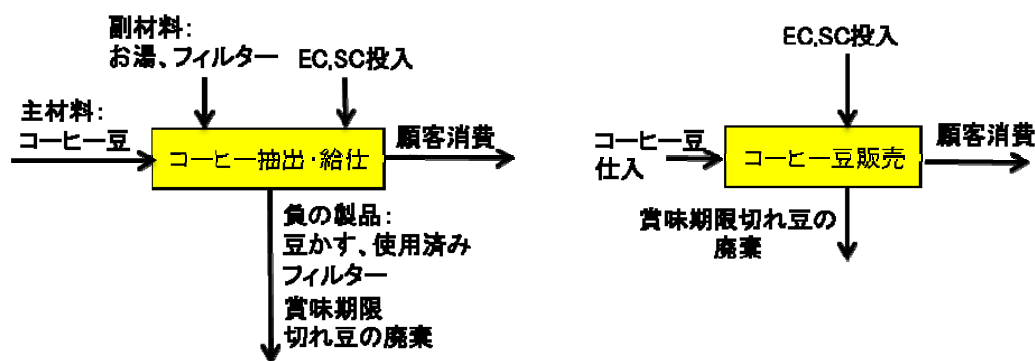 副材料：
お湯、フィルター
EC,SC投入
主材料：
コーヒー豆
コーヒー抽出・給仕
顧客消費
負の製品：
豆かす、使用済み
フィルター
賞味期限
切れ豆の廃棄
EC,SC投入
コーヒー豆
仕入
コーヒー豆販売
顧客消費
賞味期限切れ豆の
廃棄